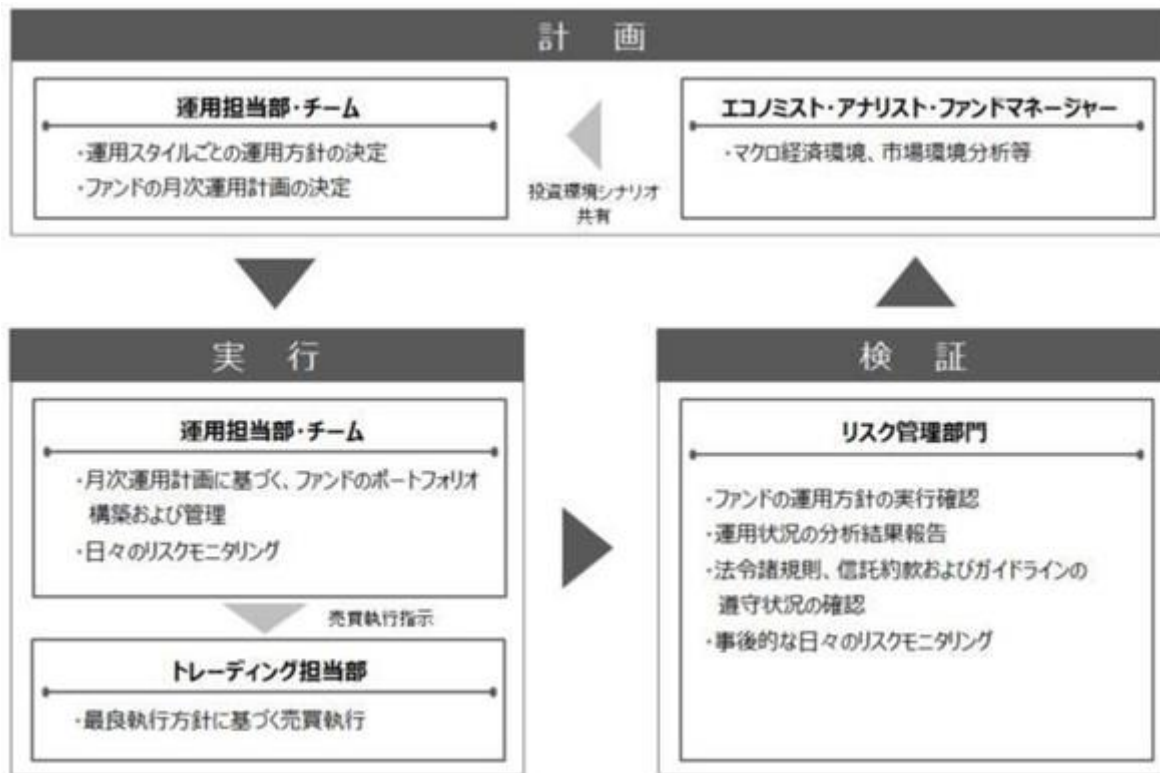 計 画
運用担当部・チーム
・運用スタイルごとの運用方針の決定
・ファンドの月次運用計画の決定
投資環境シナリオ
共有
エコノミスト・アナリスト・ファンドマネージャー
・マクロ経済環境、市場環境分析等
実 行
運用担当部・チーム
・月次運用計画に基づく、ファンドのポートフォリオ
構築および管理
・日々のリスクモニタリング
売買執行指示
トレーディング担当部
・最良執行方針に基づく売買執行
検 証
リスク管理部門
・ファンドの運用方針の実行確認
・運用状況の分析結果報告
・法令諸規則、信託約款およびガイドラインの
遵守状況の確認
・事後的な日々のリスクモニタリング